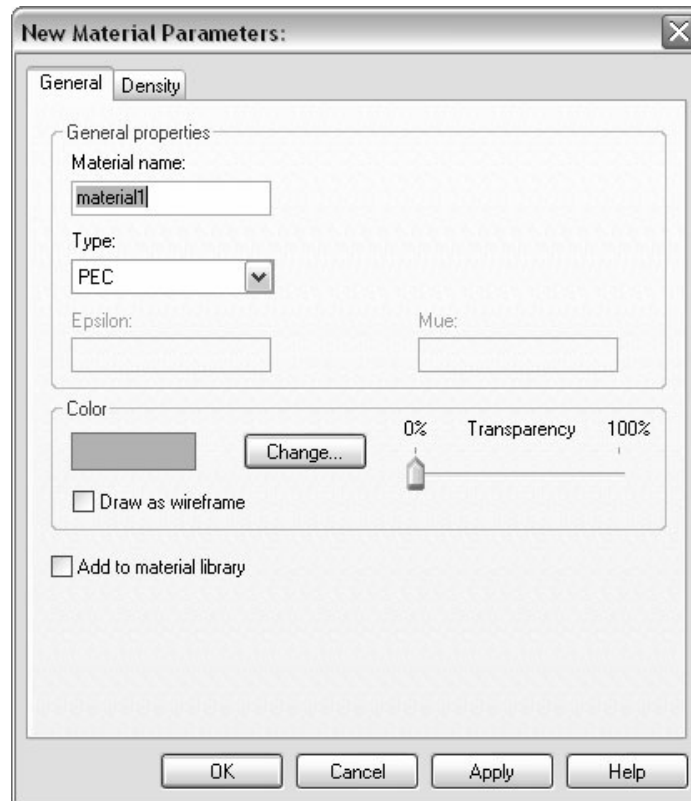 New Material Parameters:
General Density
General properties
Material name:
material1
Type:
PEC
Epsilon: Mue:
Color
0% Transparency 100%
Change...
Draw as wireframe
Add to material library
OK Cancel Apply Help